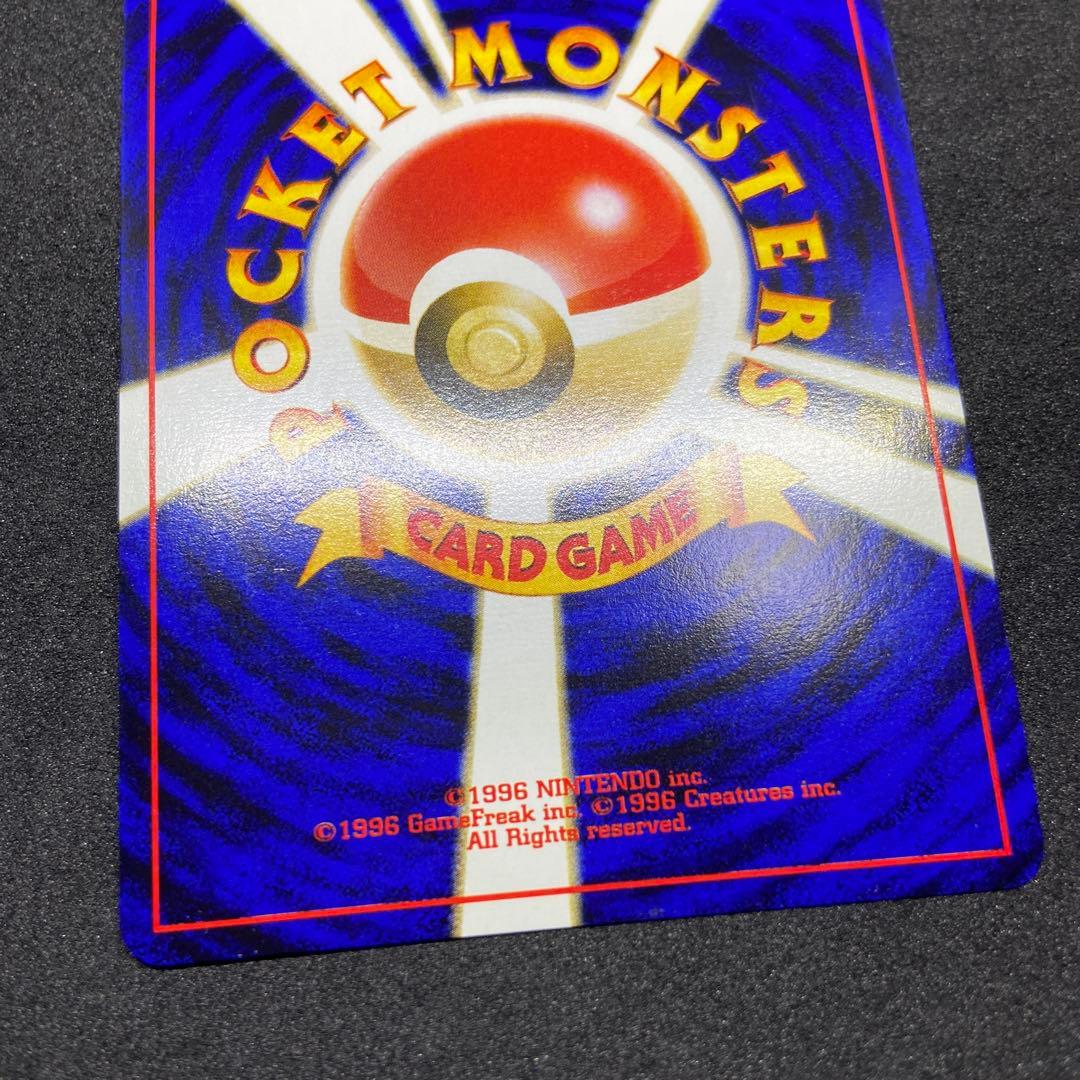 POCKET MONSTERS
CARD GAME
©1996 NINTENDO inc.
©1996 GameFreak inc. ©1996 Creatures inc.
All Rights reserved.